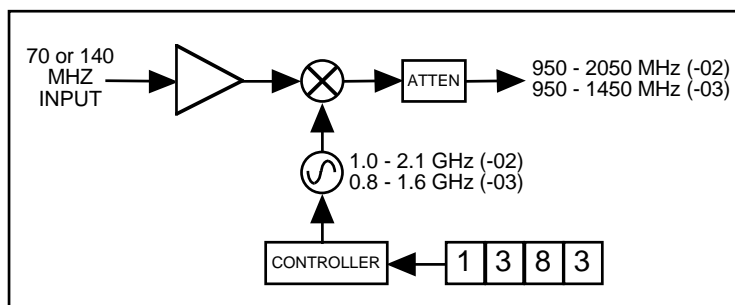 70 or 140
MHZ
INPUT
ATTEN
950 - 2050 MHz (-02)
950 - 1450 MHz (-03)
1.0 - 2.1 GHz (-02)
0.8 - 1.6 GHz (-03)
CONTROLLER
1 3 8 3